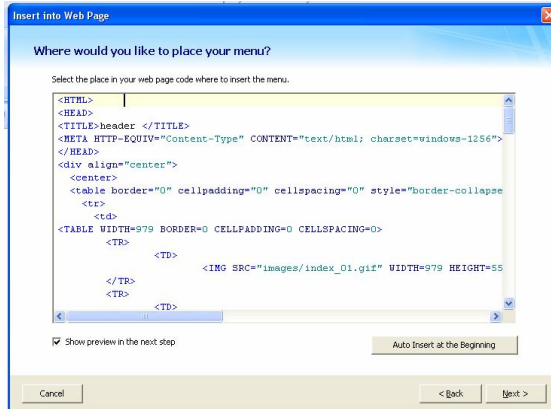 Insert into Web Page
Where would you like to place your menu?
Select the place in your web page code where to insert the menu.
<HTML>
<HEAD>
<TITLE>header </TITLE>
<META HTTP-EQUIV="Content-Type" CONTENT="text/html; charset=windows-1256">
</HEAD>
<div align="center">
<center>
<table border="0" cellpadding="0" cellspacing="0" style="border-collapse
<tr>
<td>
<TABLE WIDTH=979 BORDER=0 CELLPADDING=0 CELLSPACING=0>
<TR>
<TD>
<IMG SRC="images/index_01.gif" WIDTH=979 HEIGHT=55
</TR>
<TR>
<TD>
Show preview in the next step
Auto Insert at the Beginning
Cancel
< Back
Next >